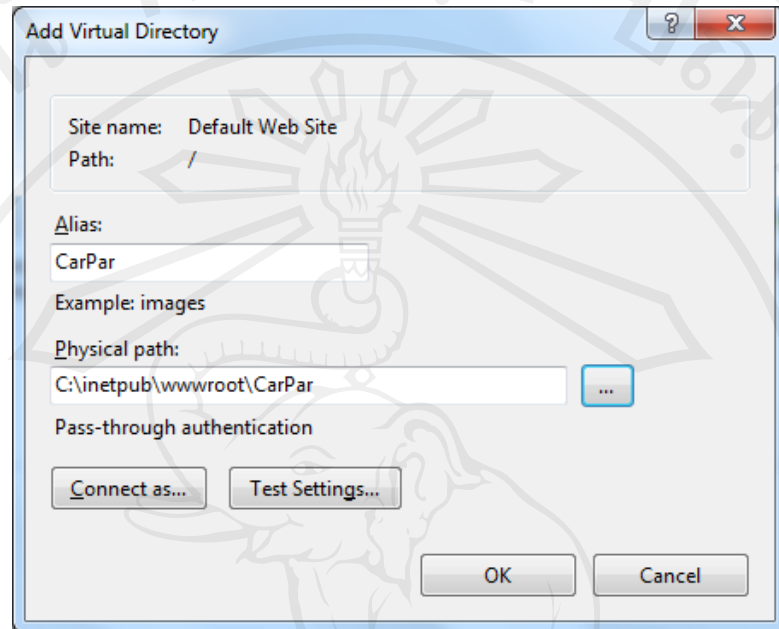 Add Virtual Directory
Site name: Default Web Site
Path: /
Alias:
CarPar
Example: images
Physical path:
C:\inetpub\wwwroot\CarPar
...
Pass-through authentication
Connect as... Test Settings...
OK Cancel